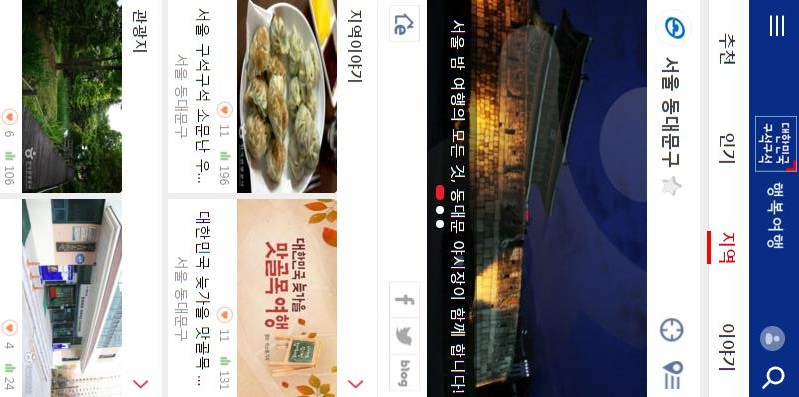 대한민국
구석구석
행복여행
추천
인기
지역
이야기
서울 동대문구
서울 밤 여행의 모든 것, 동대문 야시장이 함께 합니다!
f
blog
지역이야기
대한민국 늦가을
맛골목 여행
서울 구석구석 소문난 우...
서울 동대문구
11
196
대한민국 늦가을 맛골목 ...
서울 동대문구
11
131
관광지
6
106
4
24